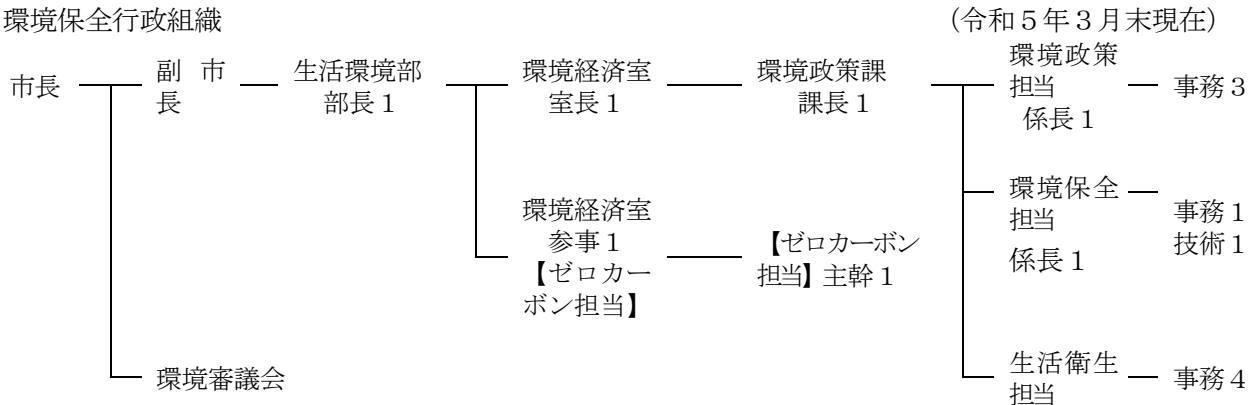 環境保全行政組織 (令和５年３月末現在)
市長
副 市
長
生活環境部
部長１
環境経済室
室長１
環境政策課
課長１
環境政策
担当
係長１
事務３
環境保全
担当
係長１
事務１
技術１
環境経済室
参事１
【ゼロカー
ボン担当】
【ゼロカーボン
担当】主幹１
環境審議会
生活衛生
担当
事務４